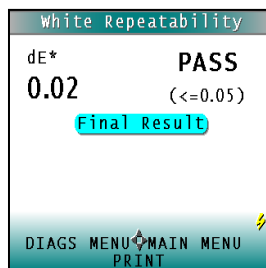 White Repeatability
dE* PASS
0.02 (<=0.05)
Final Result
DIAGS MENU MAIN MENU
PRINT